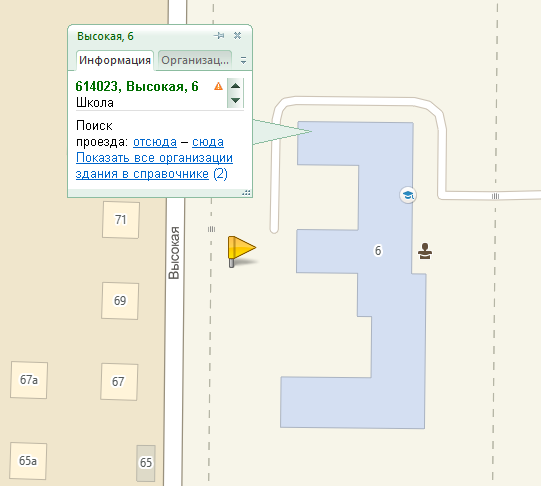 Высокая, 6
Информация
Организац...
614023, Высокая, 6
Школа
Поиск
проезда: отсюда – сюда
Показать все организации
здания в справочнике (2)
71
Высокая
6
69
67а
67
65а
65